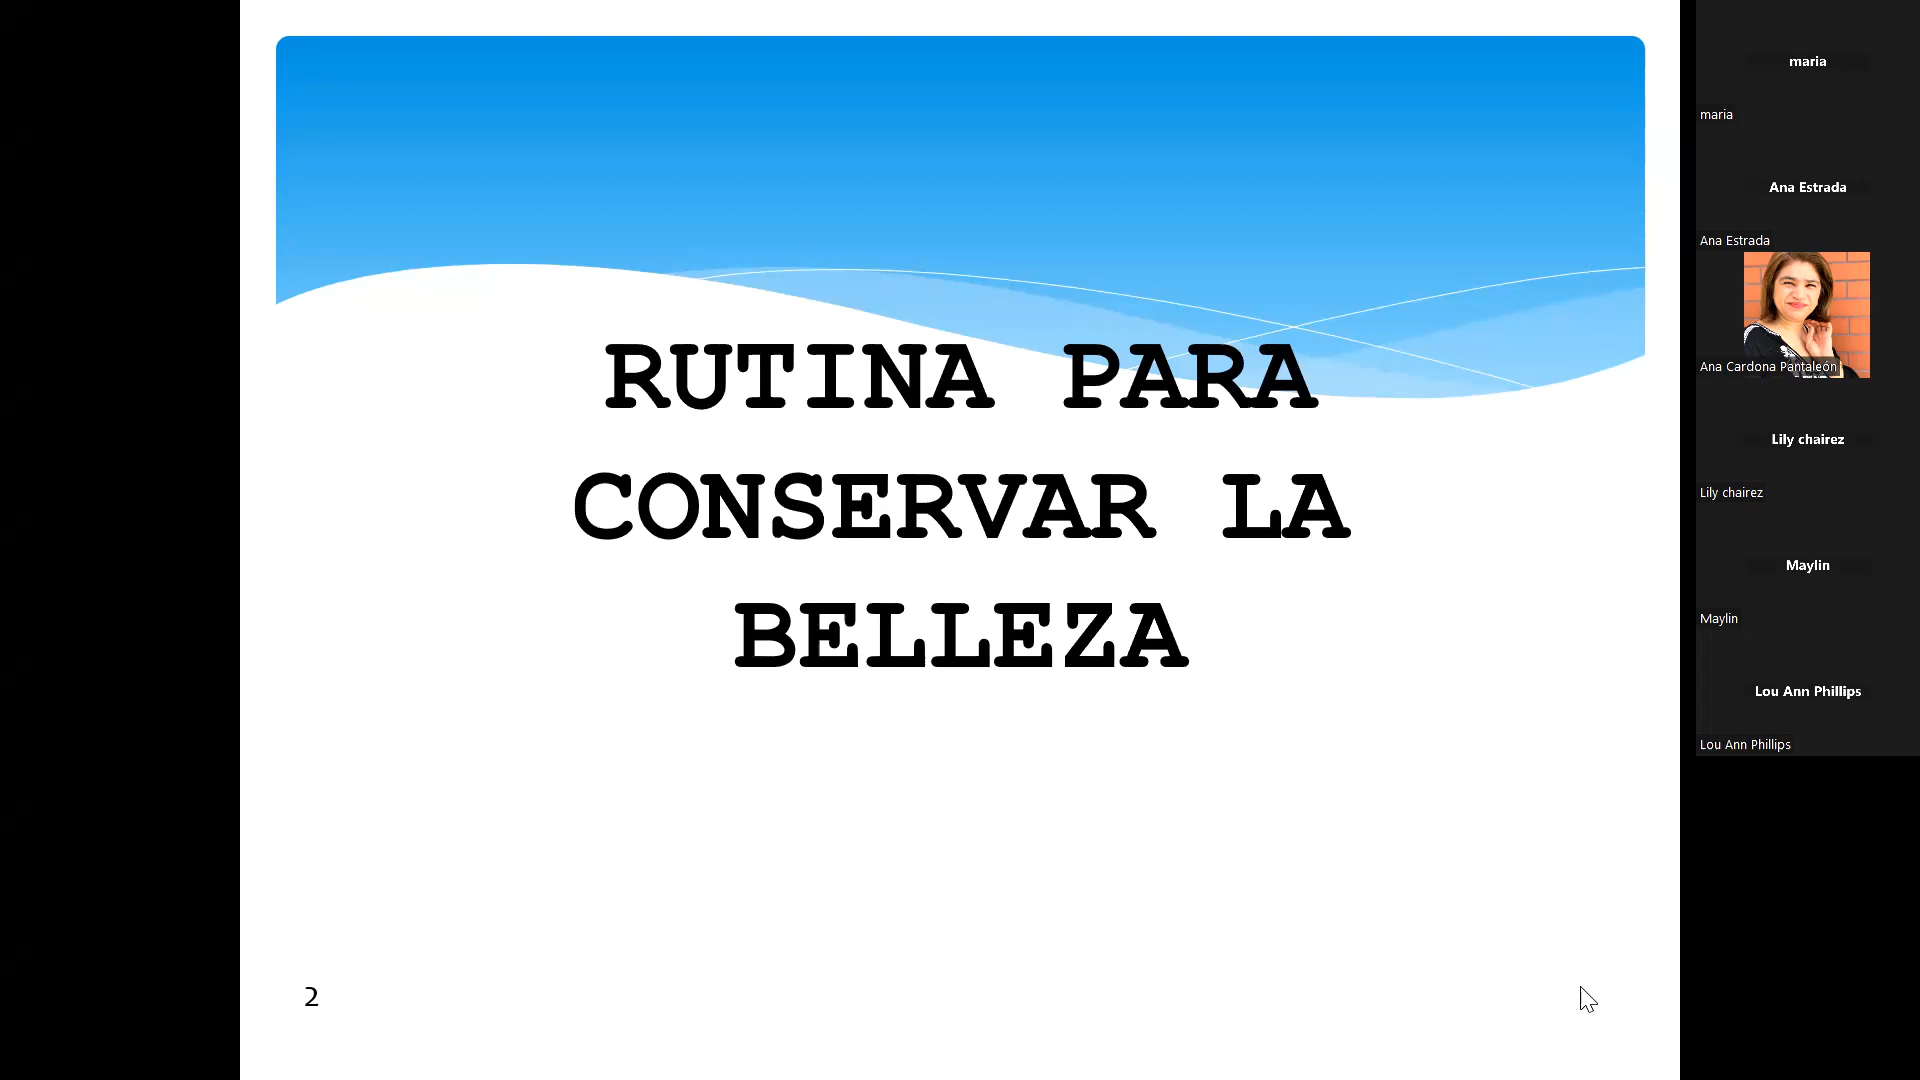 RUTINA PARA
CONSERVAR LA
BELLEZA
2
maria
maria
Ana Estrada
Ana Estrada
Ana Cardona Pantaleón
Lily chairez
Lily chairez
Maylin
Maylin
Lou Ann Phillips
Lou Ann Phillips